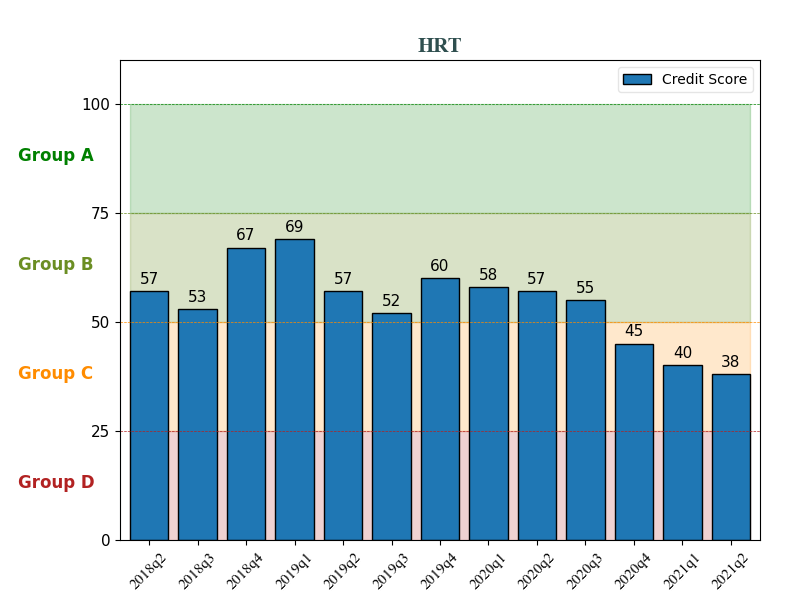 HRT
Credit Score
100
Group A
75
Group B
50
Group C
25
Group D
0
57
53
67
69
57
52
60
58
57
55
45
40
38
2018q2
2018q3
2018q4
2019q1
2019q2
2019q3
2019q4
2020q1
2020q2
2020q3
2020q4
2021q1
2021q2